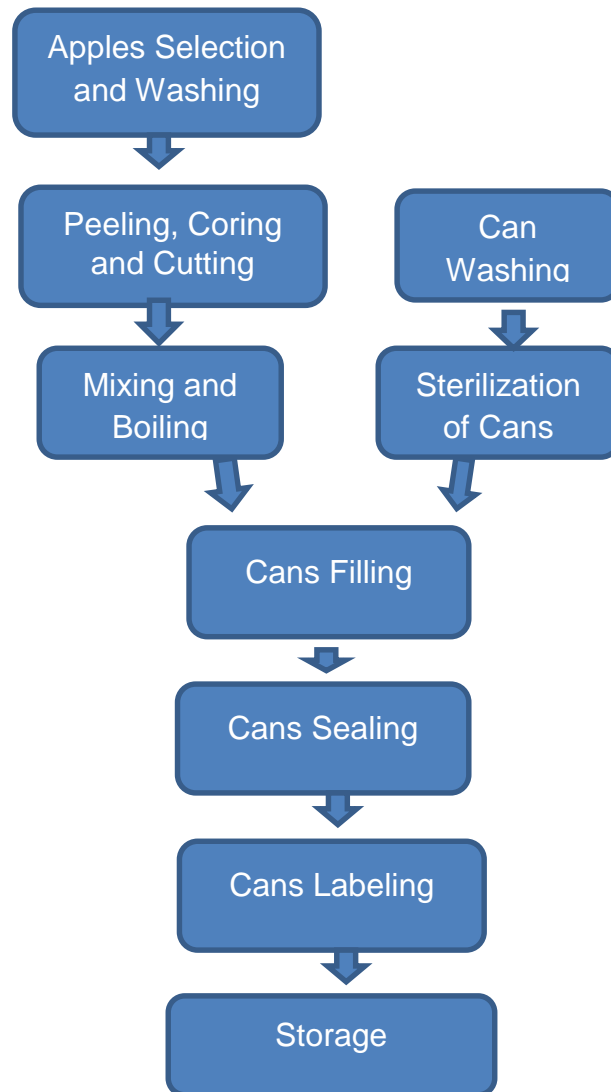 Apples Selection
and Washing
Peeling, Coring
and Cutting
Can
Washing
Mixing and
Boiling
Sterilization
of Cans
Cans Filling
Cans Sealing
Cans Labeling
Storage